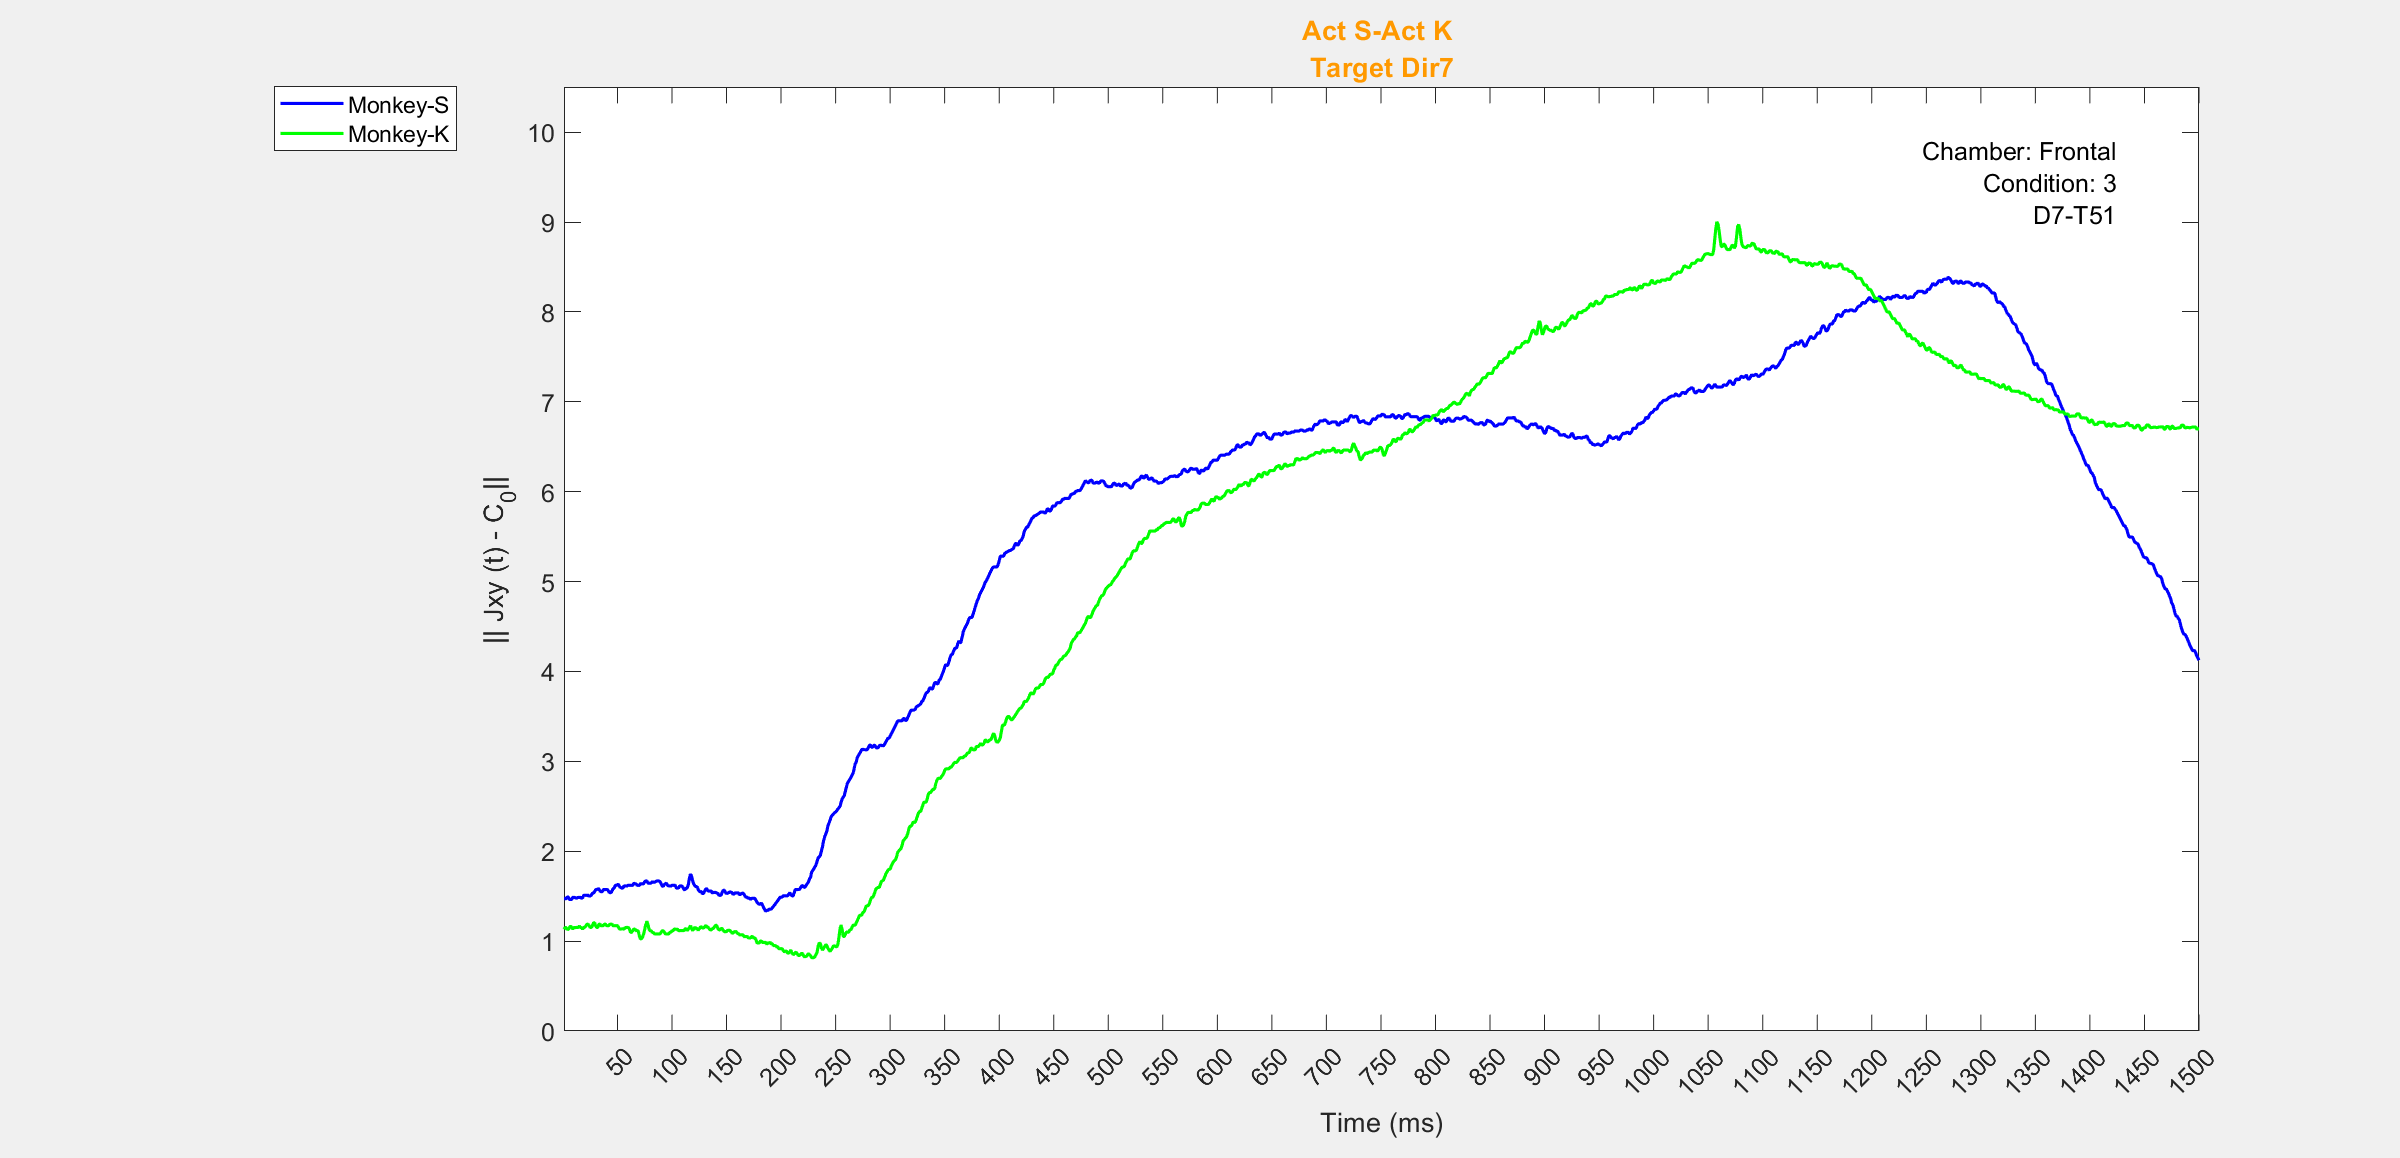 Act S-Act K
Target Dir7
Monkey-S
Monkey-K
Chamber: Frontal
Condition: 3
D7-T51
|| Jxy (t) - C0||
10
9
8
7
6
5
4
3
2
1
0
50 100 150 200 250 300 350 400 450 500 550 600 650 700 750 800 850 900 950 1000 1050 1100 1150 1200 1250 1300 1350 1400 1450 1500
Time (ms)